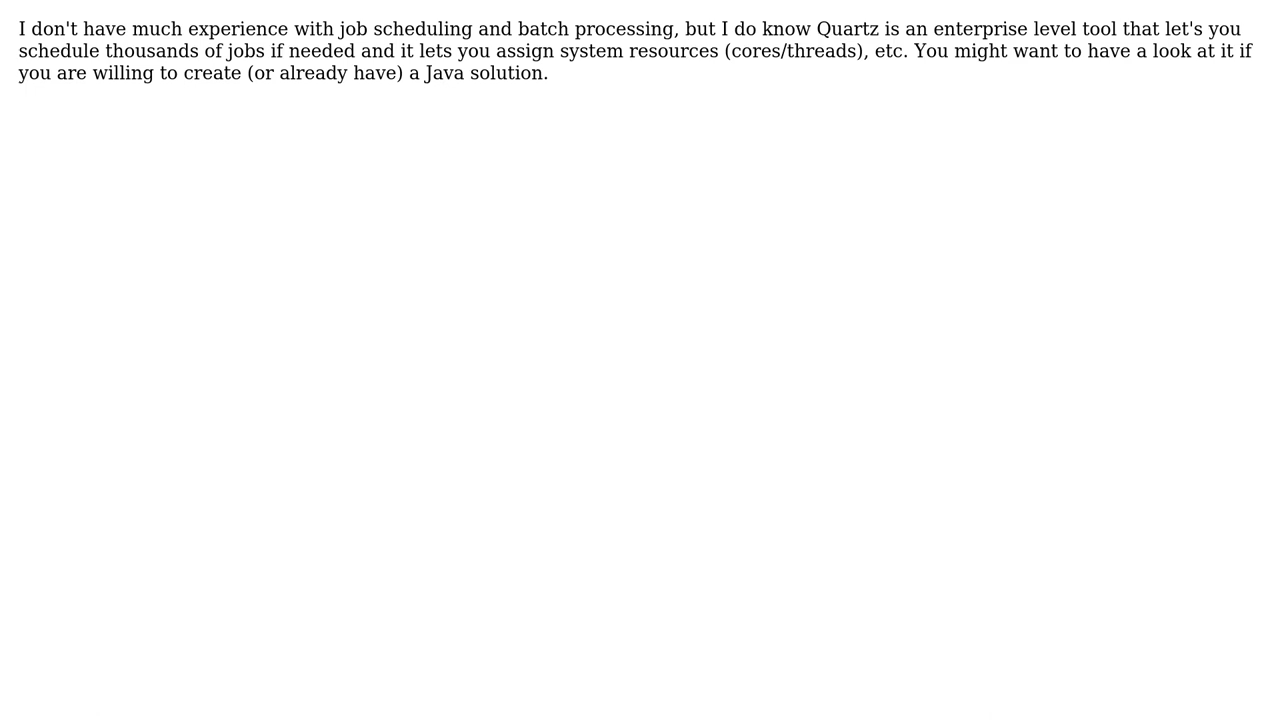 I don't have much experience with job scheduling and batch processing, but I do know Quartz is an enterprise level tool that let's you
schedule thousands of jobs if needed and it lets you assign system resources (cores/threads), etc. You might want to have a look at it if
you are willing to create (or already have) a Java solution.